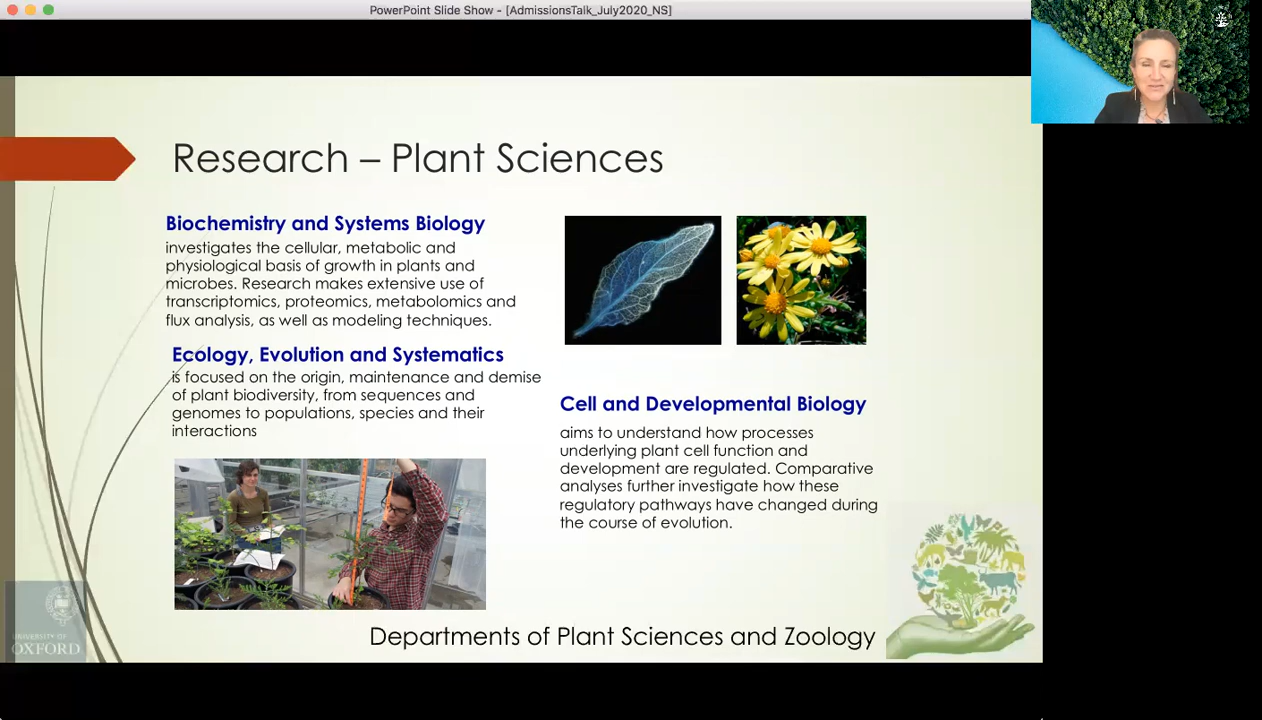 PowerPoint Slide Show - [AdmissionsTalk_July2020_NS]
Research – Plant Sciences
Biochemistry and Systems Biology
investigates the cellular, metabolic and
physiological basis of growth in plants and
microbes. Research makes extensive use of
transcriptomics, proteomics, metabolomics and
flux analysis, as well as modeling techniques.
Ecology, Evolution and Systematics
is focused on the origin, maintenance and demise
of plant biodiversity, from sequences and
genomes to populations, species and their
interactions
Cell and Developmental Biology
aims to understand how processes
underlying plant cell function and
development are regulated. Comparative
analyses further investigate how these
regulatory pathways have changed during
the course of evolution.
UNIVERSITY OF
OXFORD
Departments of Plant Sciences and Zoology